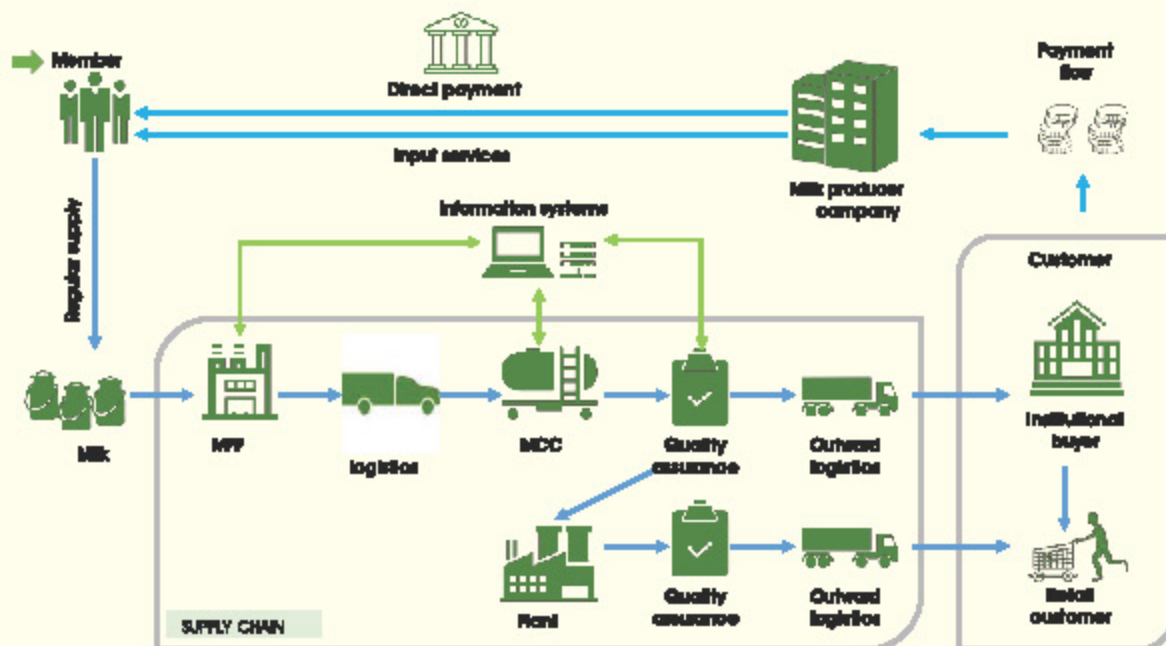 Member
Direct payment
Input services
Payment
flow
Milk producer
company
Information systems
Regular supply
Customer
Milk
MPP
logistics
MCC
Quality
assurance
Outward
logistics
Institutional
buyer
Plant
Quality
assurance
Outward
logistics
Retail
customer
SUPPLY CHAIN